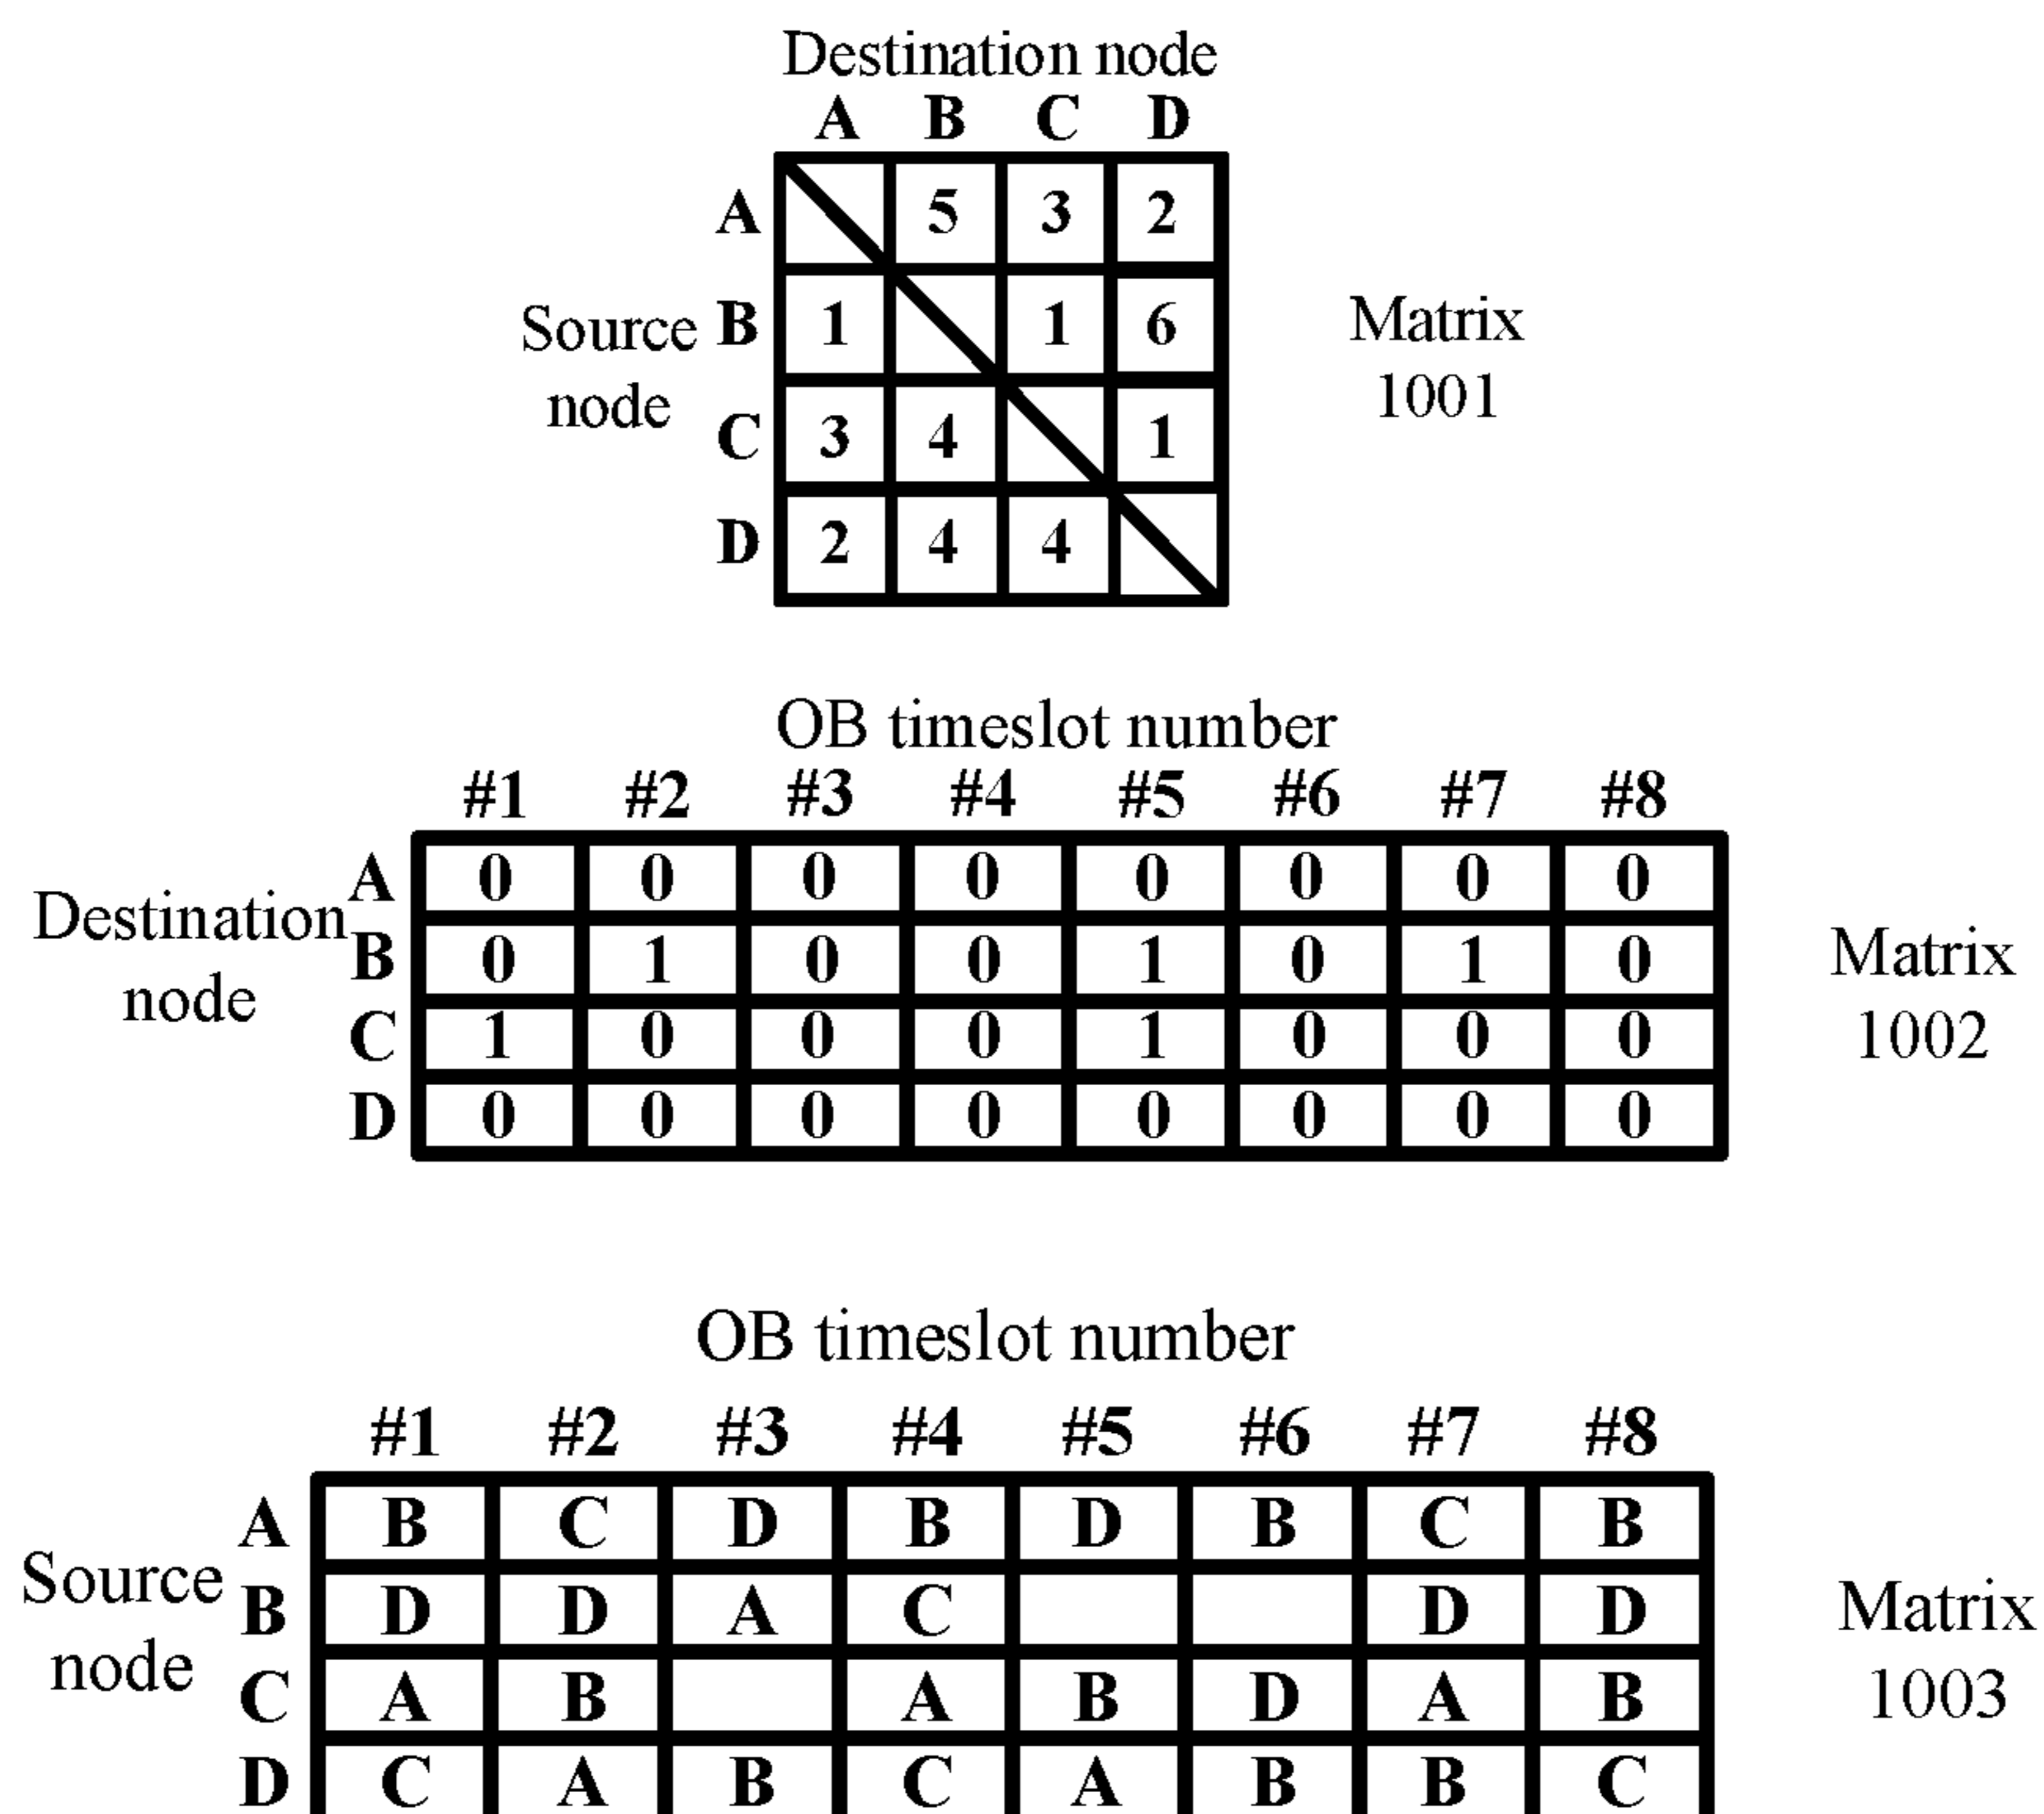 Destination node
A B C D
A 5 3 2
Source node B 1 1 6 Matrix 1001
C 3 4 1
D 2 4 4
OB timeslot number
#1 #2 #3 #4 #5 #6 #7 #8
A 0 0 0 0 0 0 0 0
Destination node B 0 1 0 0 1 0 1 0 Matrix 1002
C 1 0 0 0 1 0 0 0
D 0 0 0 0 0 0 0 0
OB timeslot number
#1 #2 #3 #4 #5 #6 #7 #8
A B C D B D B C B
Source node B D D A C D D Matrix 1003
C A B A B D A B
D C A B C A B B C